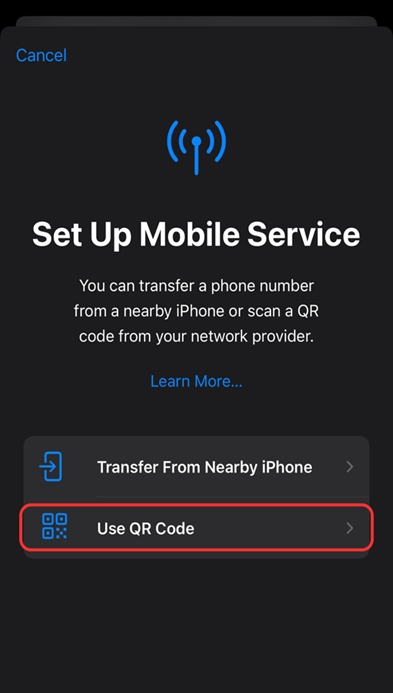 Cancel
Set Up Mobile Service
You can transfer a phone number
from a nearby iPhone or scan a QR
code from your network provider.
Learn More...
Transfer From Nearby iPhone
Use QR Code